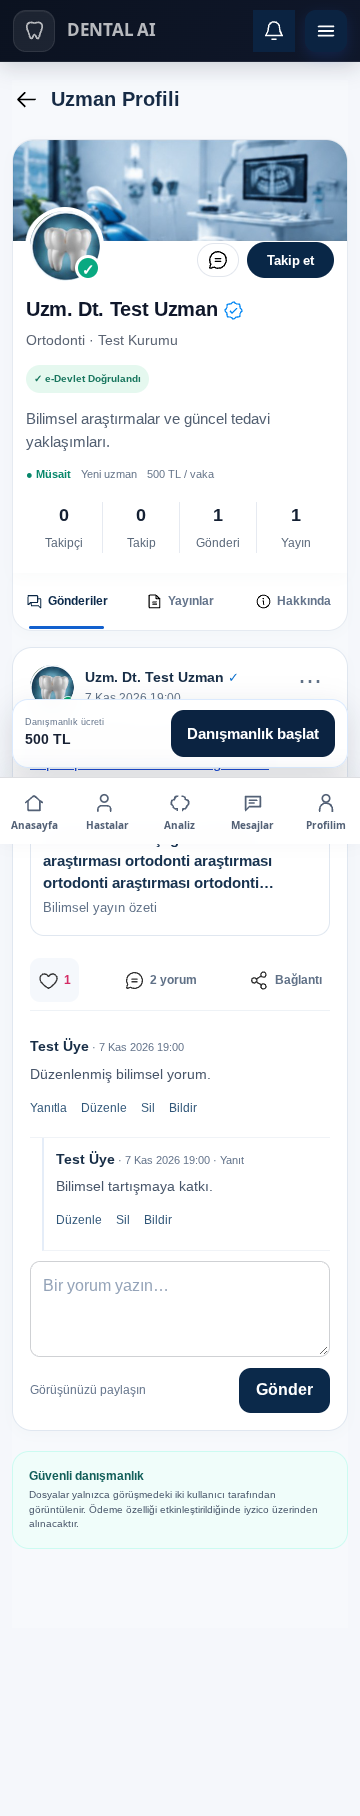 DENTAL AI
Uzman Profili
Uzm. Dt. Test Uzman
Ortodonti · Test Kurumu
✓ e-Devlet Doğrulandı
Bilimsel araştırmalar ve güncel tedavi
yaklaşımları.
● Müsait Yeni uzman 500 TL / vaka
0 0 1 1
Takipçi Takip Gönderi Yayın
Takip et
Gönderiler Yayınlar Hakkında
Uzm. Dt. Test Uzman ✓ ...
7 Kas 2026 19:00
Danışmanlık ücreti
500 TL
Danışmanlık başlat
Anasayfa Hastalar Analiz Mesajlar Profilim
araştırması ortodonti araştırması
ortodonti araştırması ortodonti…
Bilimsel yayın özeti
1 2 yorum Bağlantı
Test Üye · 7 Kas 2026 19:00
Düzenlenmiş bilimsel yorum.
Yanıtla Düzenle Sil Bildir
Test Üye · 7 Kas 2026 19:00 · Yanıt
Bilimsel tartışmaya katkı.
Düzenle Sil Bildir
Bir yorum yazın…
Görüşünüzü paylaşın Gönder
Güvenli danışmanlık
Dosyalar yalnızca görüşmedeki iki kullanıcı tarafından
görüntülenir. Ödeme özelliği etkinleştirildiğinde iyzico üzerinden
alınacaktır.